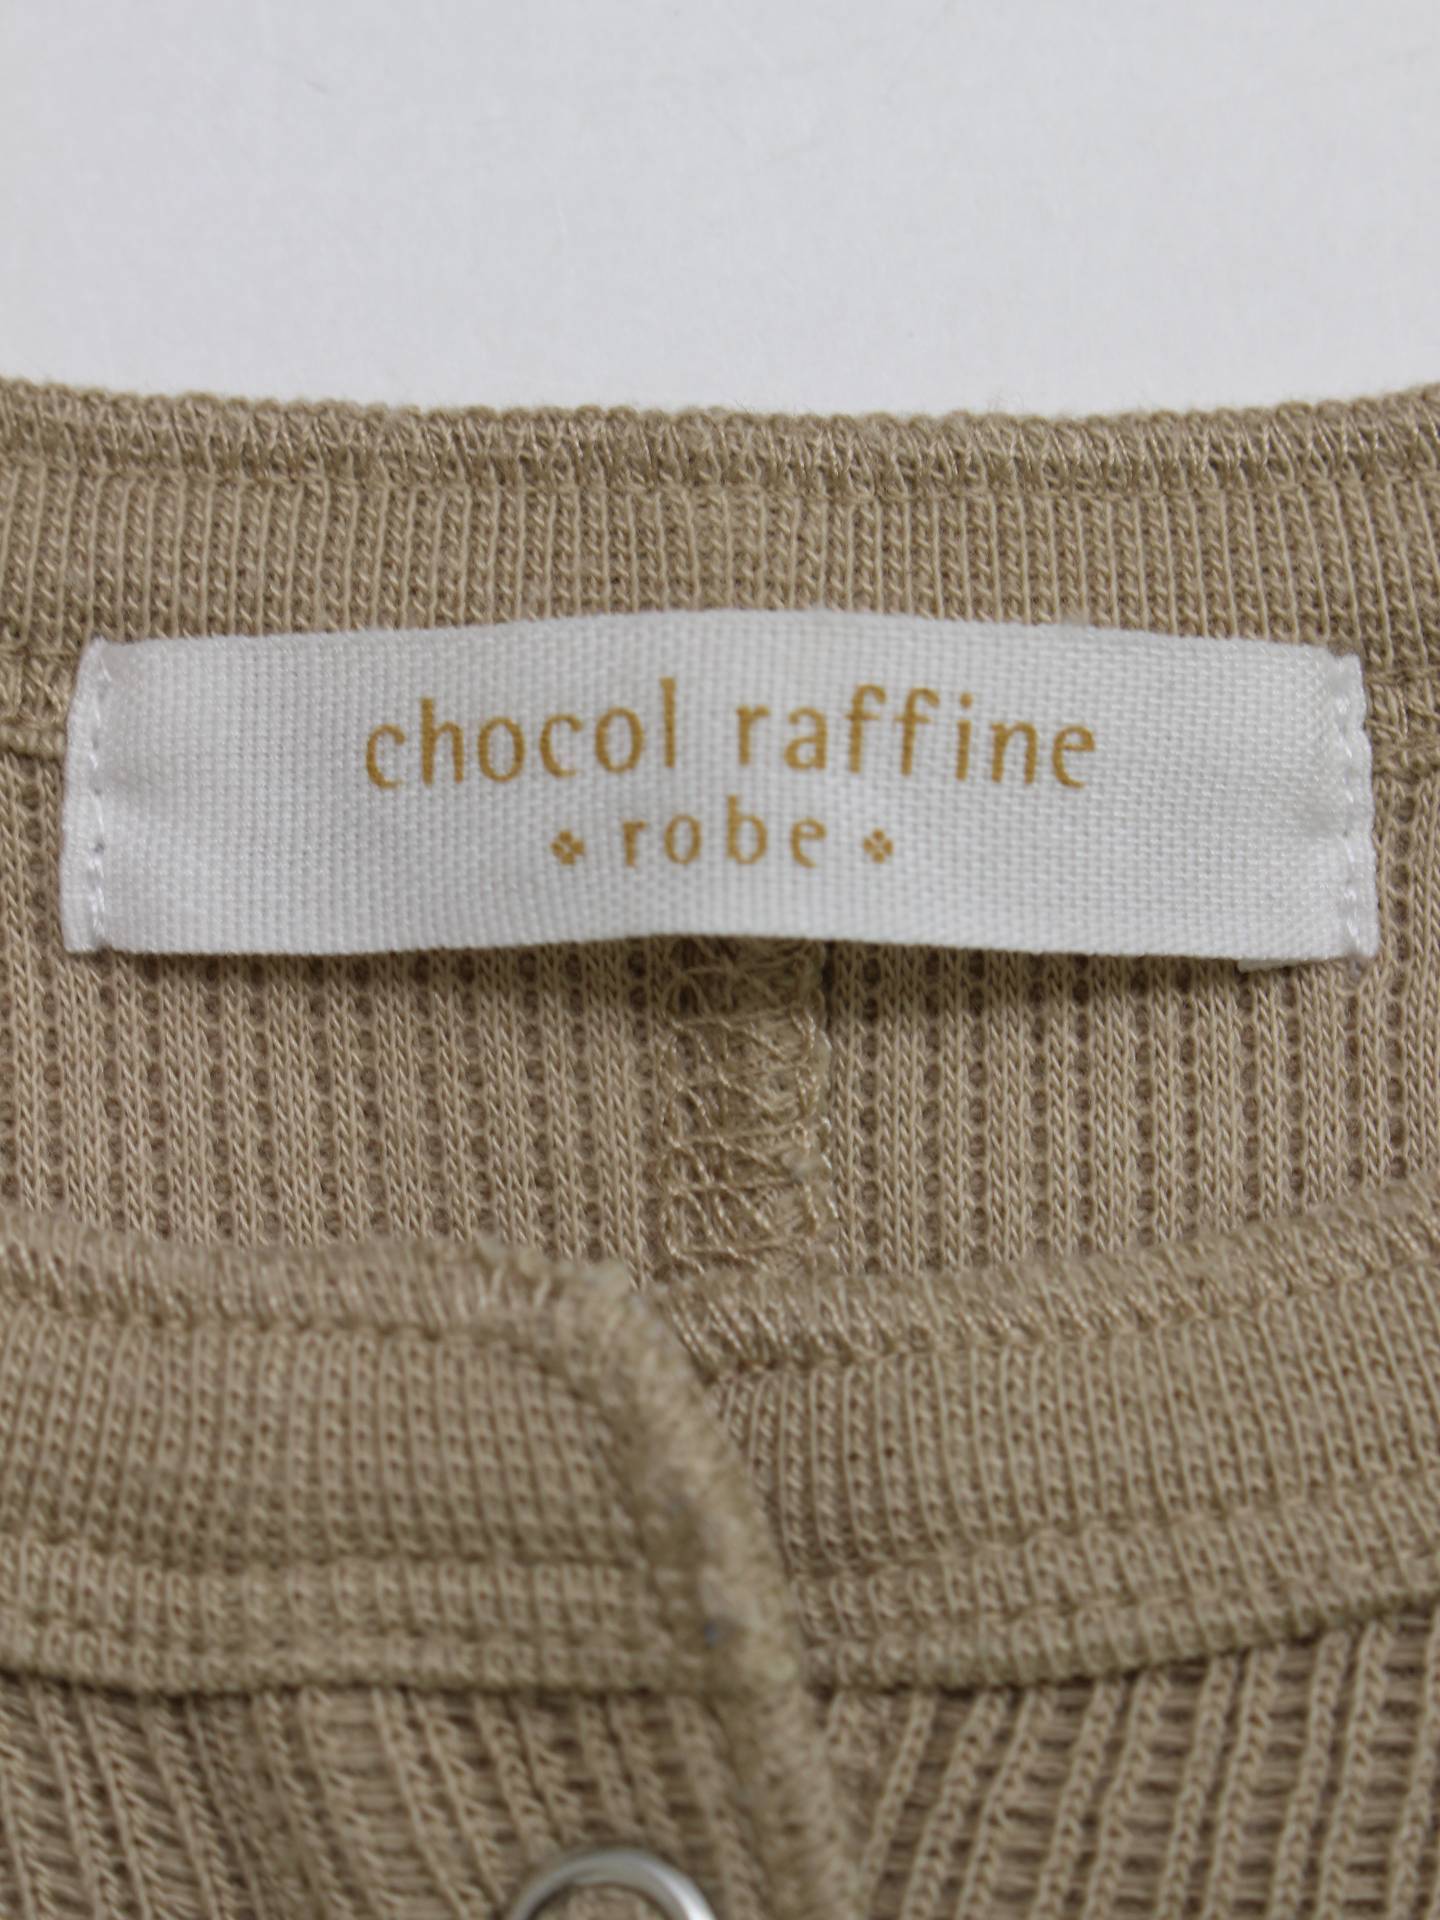 chocol raffine
robe